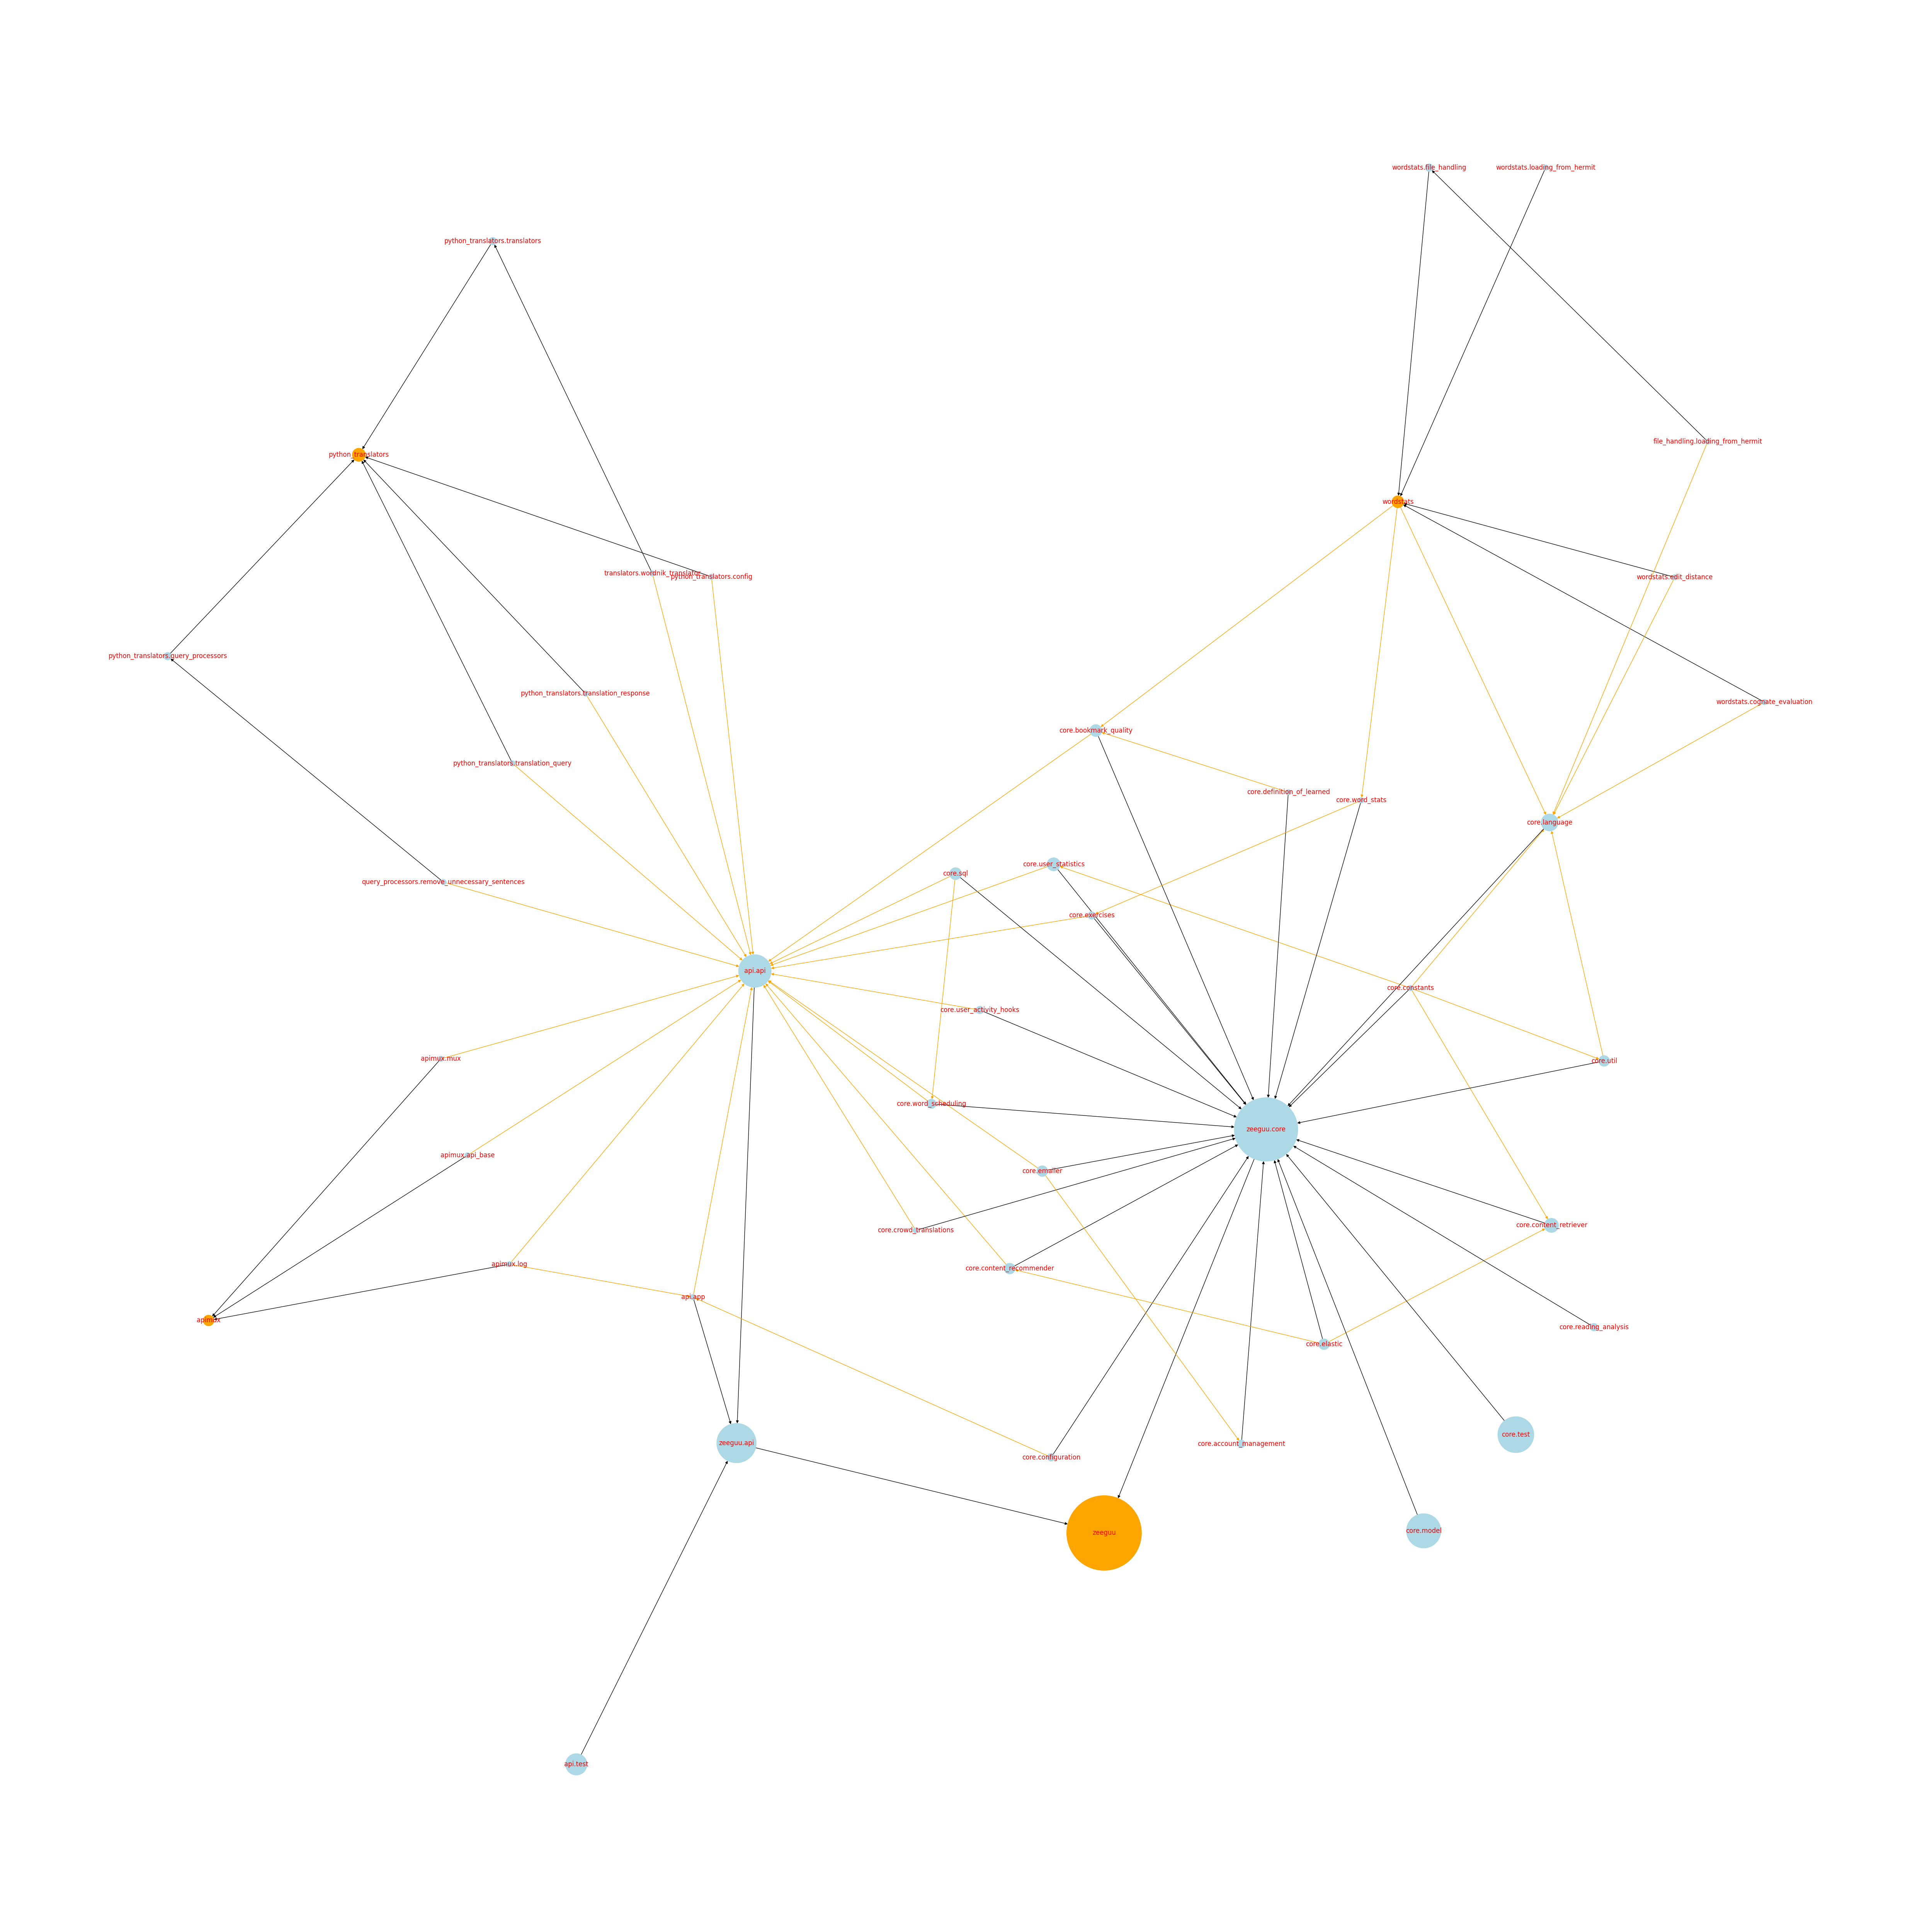 wordstats.file_handling
wordstats.loading_from_hermit
python_translators.translators
file_handling.loading_from_hermit
python_translators
wordstats
translators.wordnik_translator
python_translators.config
wordstats.edit_distance
python_translators.query_processors
python_translators.translation_response
wordstats.cognate_evaluation
core.bookmark_quality
python_translators.translation_query
core.definition_of_learned
core.word_stats
core.language
core.user_statistics
core.sql
query_processors.remove_unnecessary_sentences
core.exercises
api.api
core.constants
core.user_activity_hooks
apimux.mux
core.util
core.word_scheduling
zeeguu.core
apimux.api_base
core.emailer
core.content_retriever
core.crowd_translations
apimux.log
core.content_recommender
api.app
apimux
core.reading_analysis
core.elastic
core.test
zeeguu.api
core.account_management
core.configuration
core.model
zeeguu
api.test